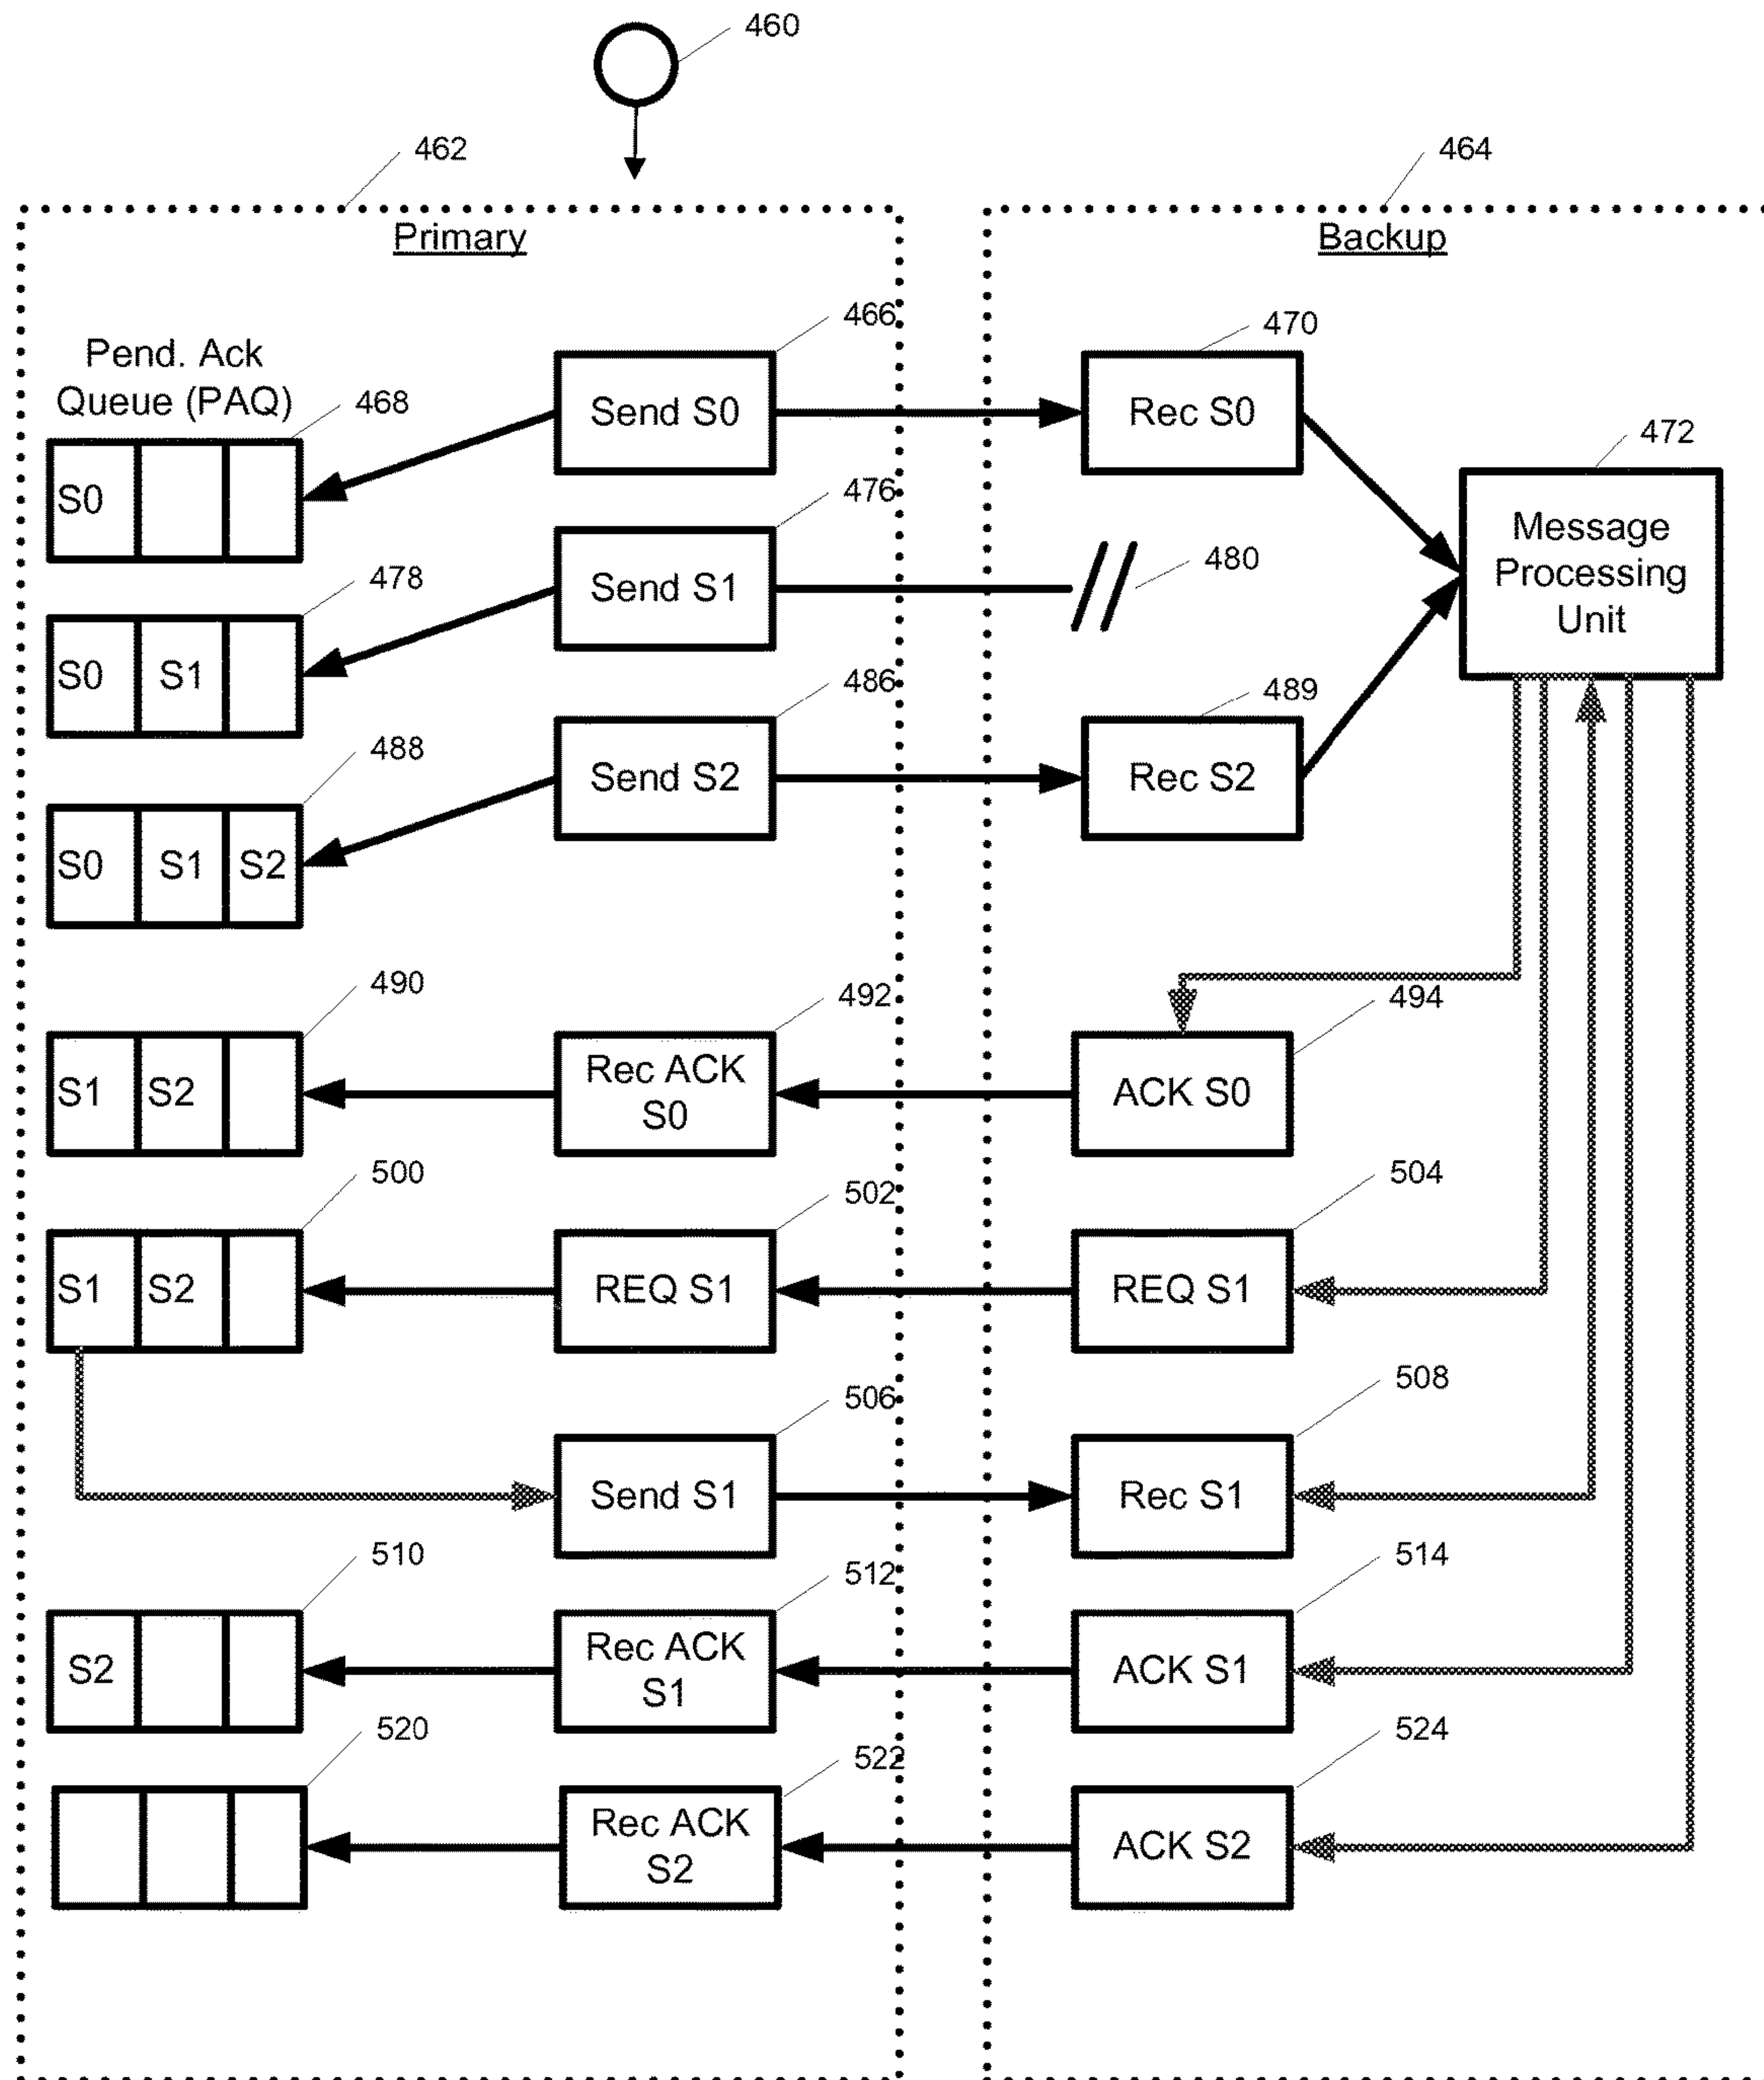 460
462
464
Primary
Backup
466
470
Pend. Ack
Queue (PAQ)
468
Send S0
Rec S0
472
S0
476
Message
Processing
Unit
478
Send S1
480
S0 S1
486
489
488
Send S2
Rec S2
S0 S1 S2
490
492
494
S1 S2
Rec ACK
S0
ACK S0
500
502
504
S1 S2
REQ S1
REQ S1
506
508
Send S1
Rec S1
510
512
514
S2
Rec ACK
S1
ACK S1
520
522
524
Rec ACK
S2
ACK S2